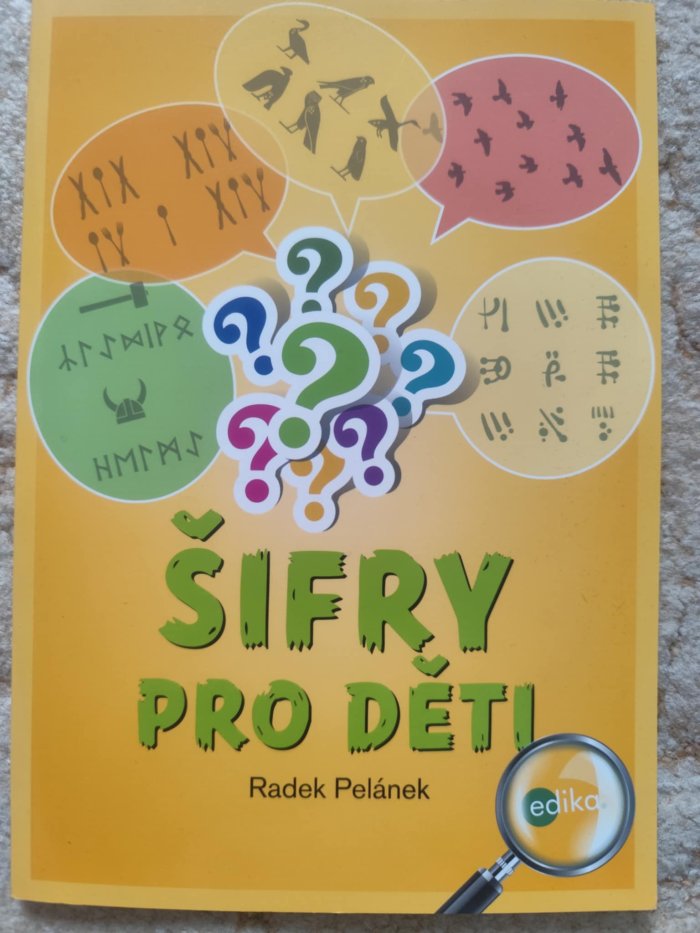 ŠIFRY
PRO DĚTI
Radek Pelánek
edika.